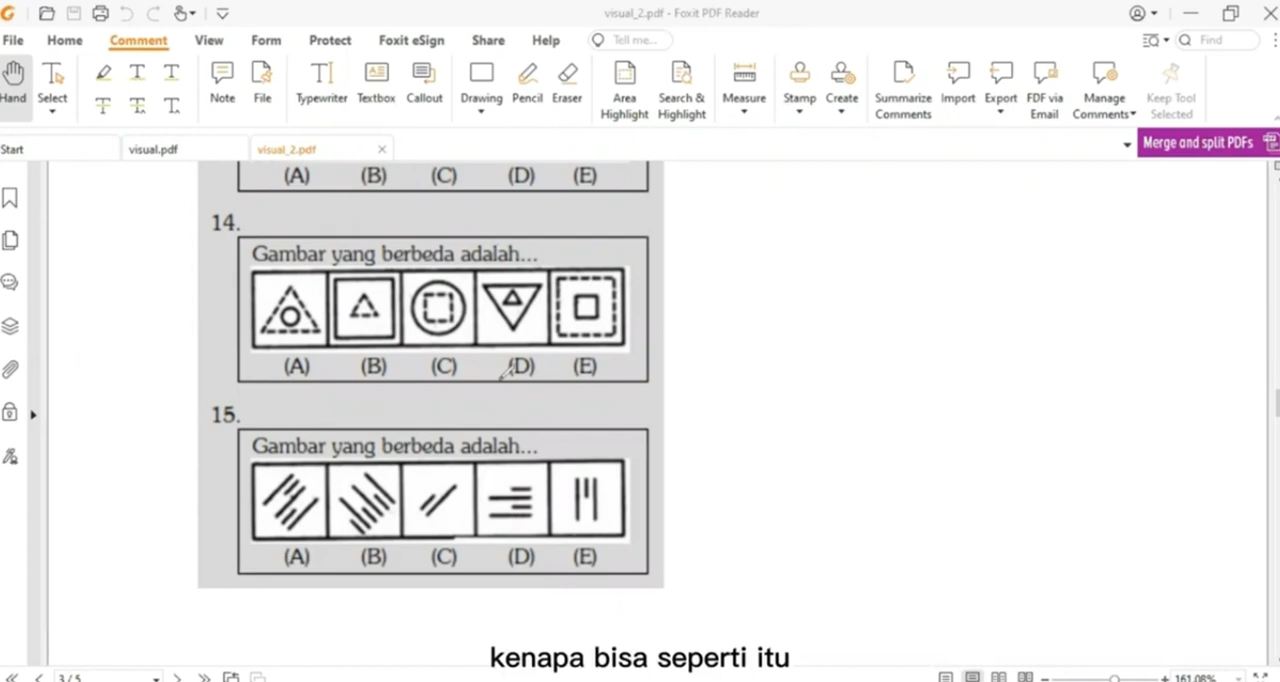 visual_2.pdf - Foxit PDF Reader
File Home Comment View Form Protect Foxit eSign Share Help Tell me... Find
Hand Select Note File Typewriter Textbox Callout Drawing Pencil Eraser Area Highlight Search & Highlight Measure Stamp Create Summarize Comments Import Export FDF via Email Manage Comments Keep Tool Selected
Start visual.pdf visual_2.pdf Merge and split PDFs
(A) (B) (C) (D) (E)
14.
Gambar yang berbeda adalah...
(A) (B) (C) (D) (E)
15.
Gambar yang berbeda adalah...
(A) (B) (C) (D) (E)
kenapa bisa seperti itu
3/5 161.08%